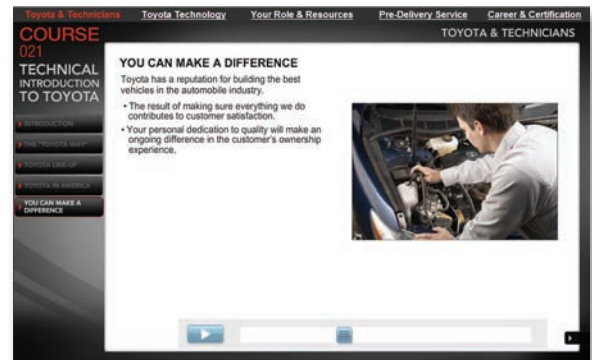 Toyota & Technicians Toyota Technology Your Role & Resources Pre-Delivery Service Career & Certification
COURSE
021
TECHNICAL
INTRODUCTION
TO TOYOTA
TOYOTA & TECHNICIANS
INTRODUCTION
THE "TOYOTA WAY"
TOYOTA LINE-UP
TOYOTA IN AMERICA
YOU CAN MAKE A
DIFFERENCE
YOU CAN MAKE A DIFFERENCE
Toyota has a reputation for building the best
vehicles in the automobile industry.
• The result of making sure everything we do
contributes to customer satisfaction.
• Your personal dedication to quality will make an
ongoing difference in the customer's ownership
experience.